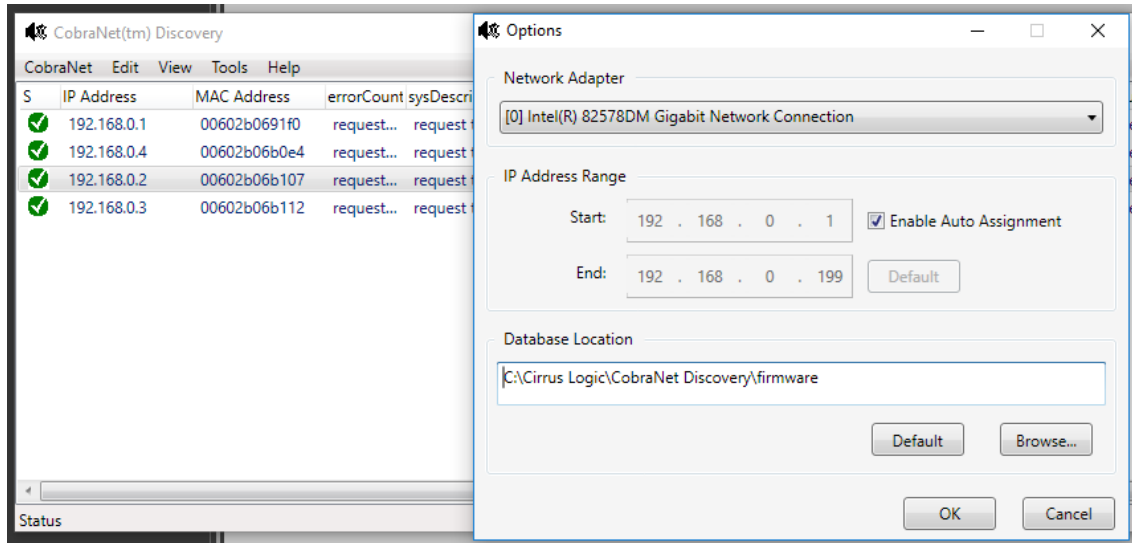 CobraNet(tm) Discovery
CobraNet Edit View Tools Help
S IP Address MAC Address errorCount sysDescri
192.168.0.1 00602b0691f0 request... request t
192.168.0.4 00602b06b0e4 request... request t
192.168.0.2 00602b06b107 request... request t
192.168.0.3 00602b06b112 request... request t
Status
Options
Network Adapter
[0] Intel(R) 82578DM Gigabit Network Connection
IP Address Range
Start: 192 . 168 . 0 . 1 Enable Auto Assignment
End: 192 . 168 . 0 . 199 Default
Database Location
C:\Cirrus Logic\CobraNet Discovery\firmware
Default Browse...
OK Cancel